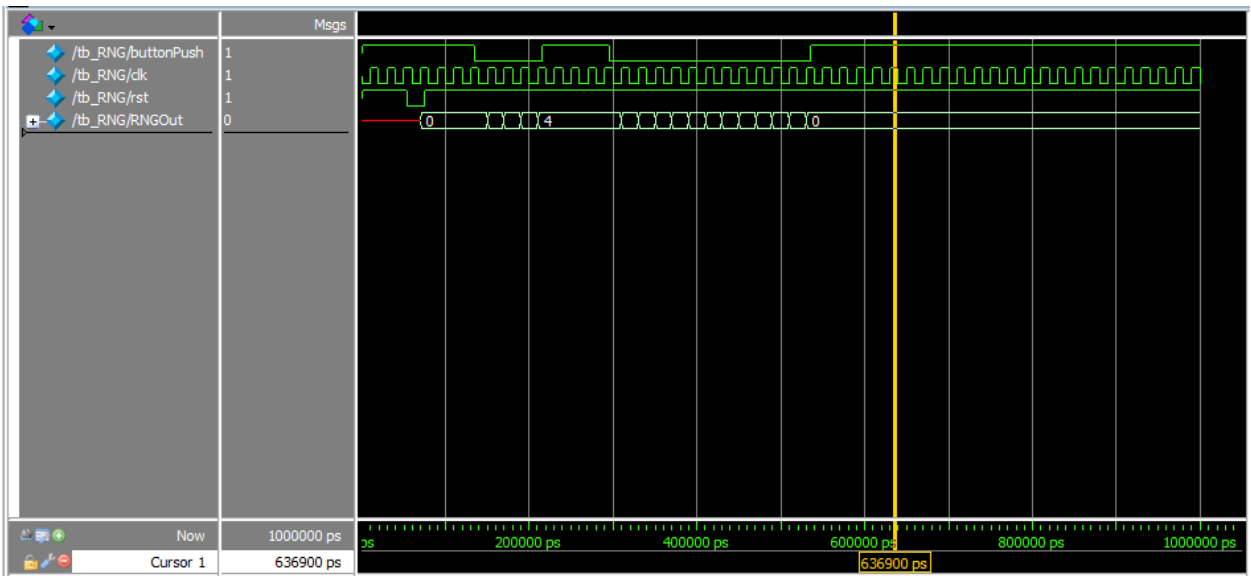 Msgs
/tb_RNG/buttonPush 1
/tb_RNG/clk 1
/tb_RNG/rst 1
/tb_RNG/RNGOut 0 0 4 0
Now 1000000 ps ps 200000 ps 400000 ps 600000 ps 800000 ps 1000000 ps
Cursor 1 636900 ps 636900 ps